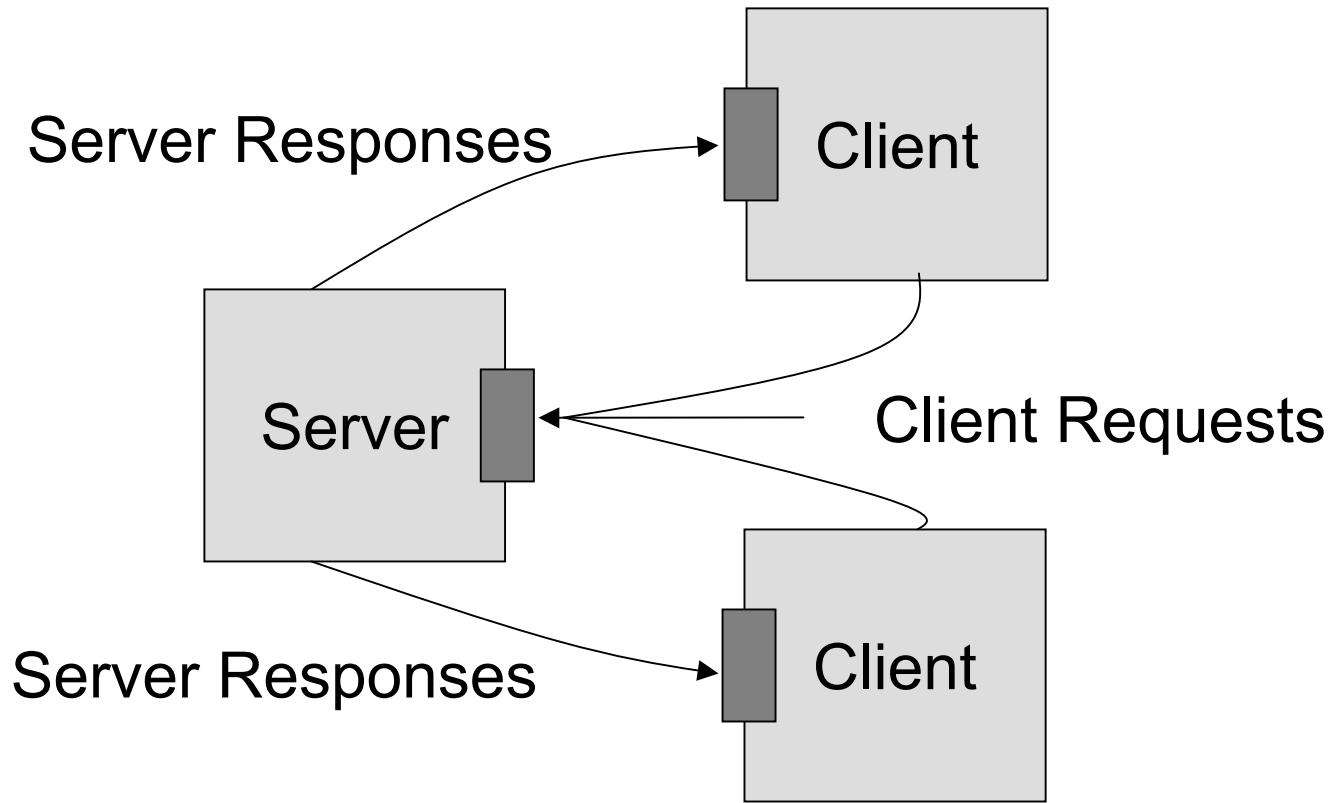 Server Responses
Client
Server
Client Requests
Server Responses
Client